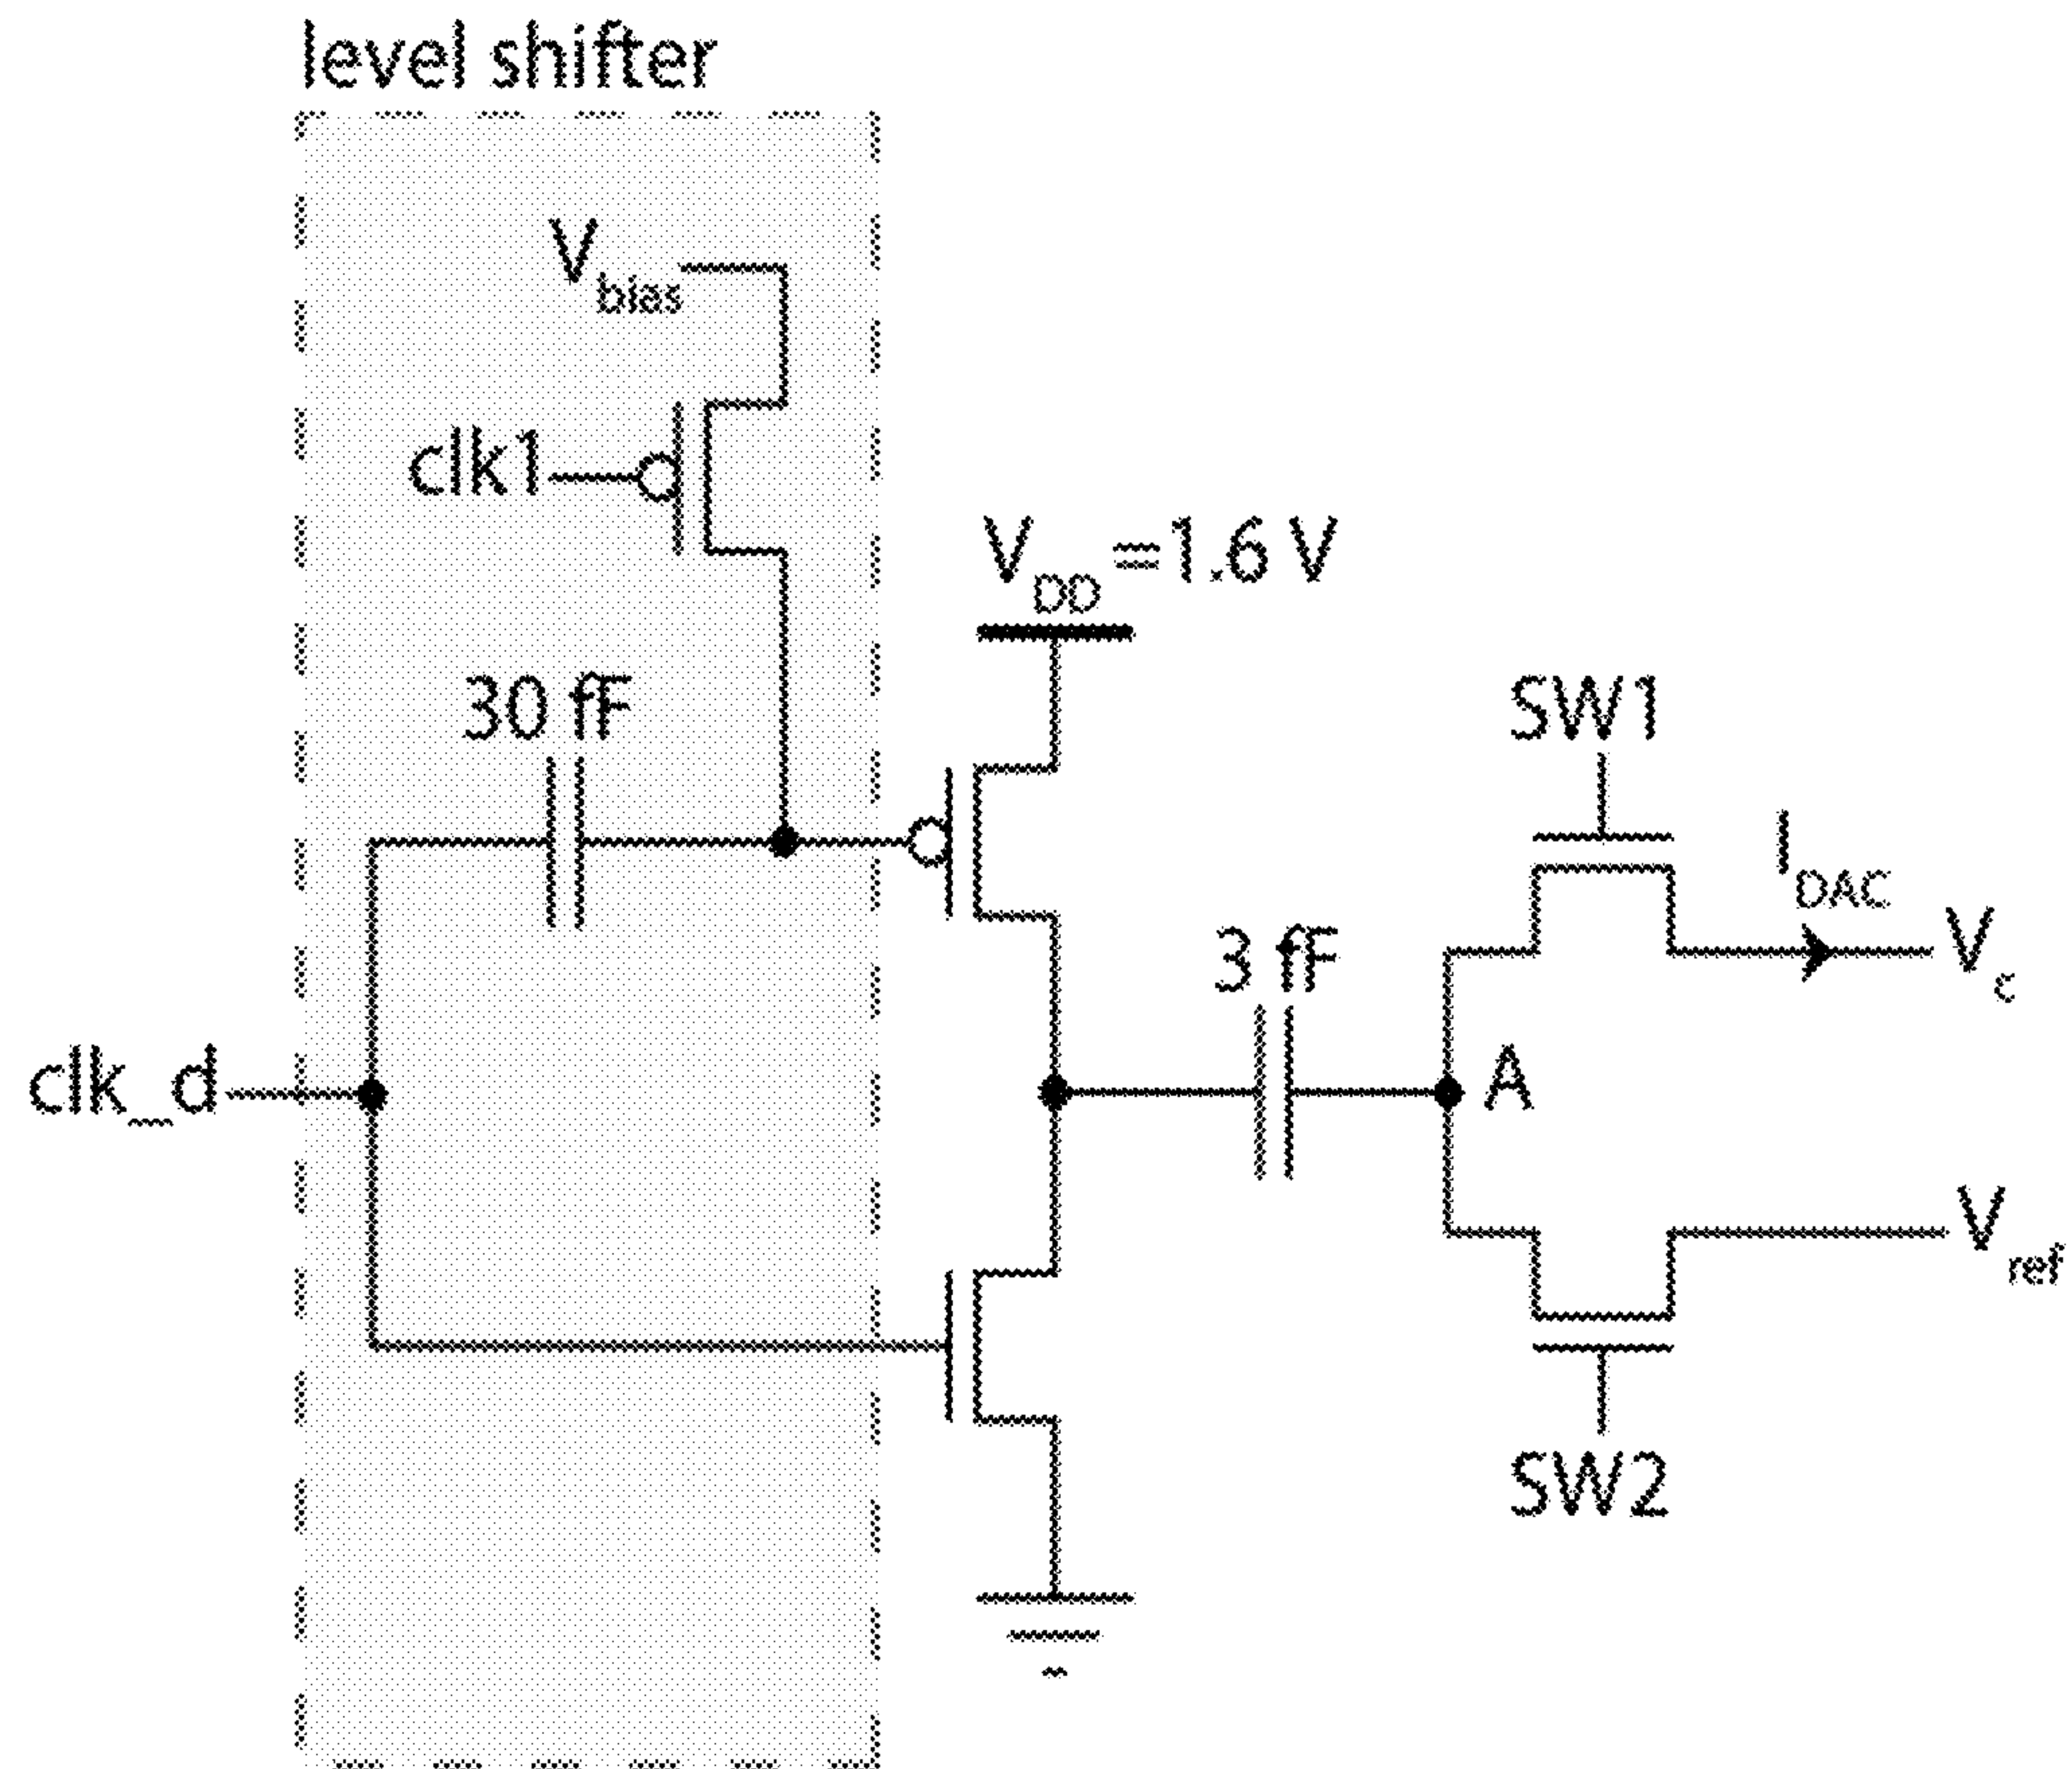 level shifter
Vbias
clk1
VDD=1.6 V
30 fF
SW1
IDAC
Vc
3 fF
A
clk_d
Vref
SW2